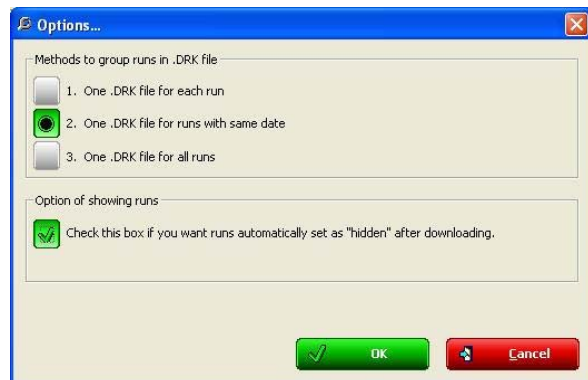 Options...
Methods to group runs in .DRK file
1. One .DRK file for each run
2. One .DRK file for runs with same date
3. One .DRK file for all runs
Option of showing runs
Check this box if you want runs automatically set as "hidden" after downloading.
OK
Cancel